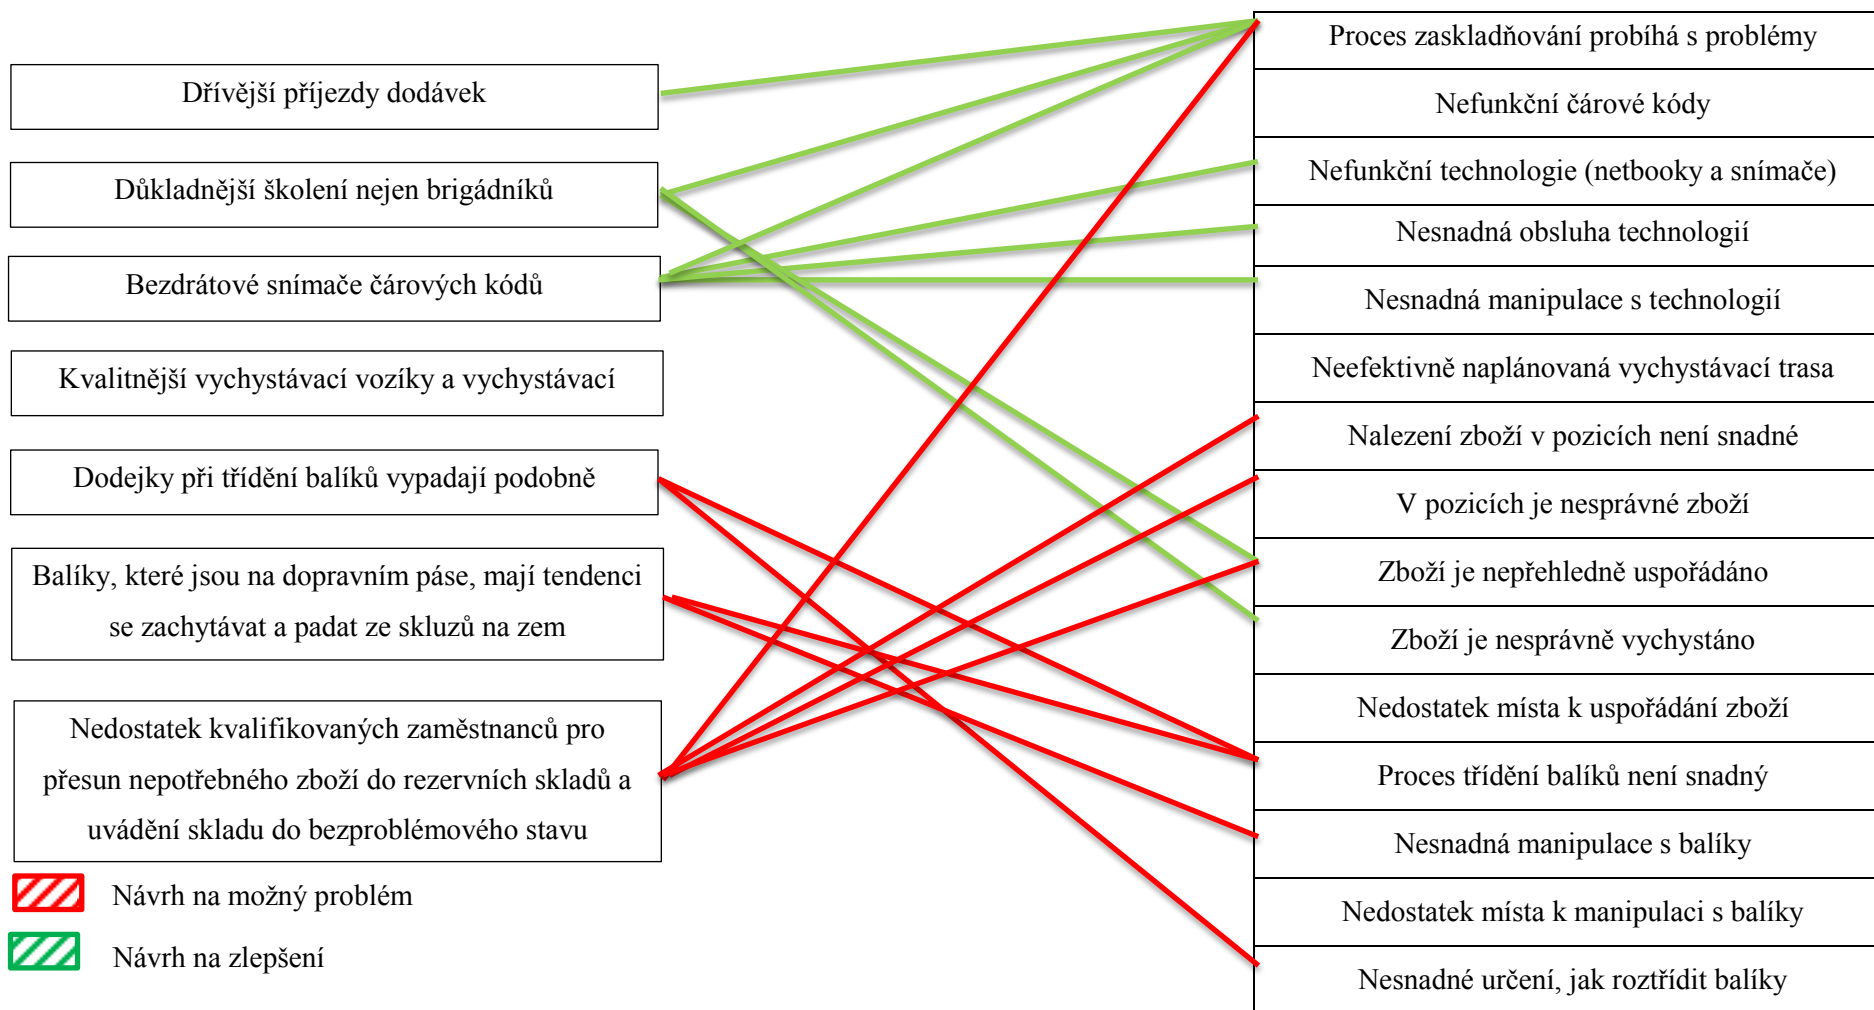 Dřívější příjezdy dodávek
Důkladnější školení nejen brigádníků
Bezdrátové snímače čárových kódů
Kvalitnější vychystávací vozíky a vychystávací
Dodejky při třídění balíků vypadají podobně
Balíky, které jsou na dopravním páse, mají tendenci
se zachytávat a padat ze skluzů na zem
Nedostatek kvalifikovaných zaměstnanců pro
přesun nepotřebného zboží do rezervních skladů a
uvádění skladu do bezproblémového stavu
Návrh na možný problém
Návrh na zlepšení
Proces zaskladňování probíhá s problémy
Nefunkční čárové kódy
Nefunkční technologie (netbooky a snímače)
Nesnadná obsluha technologií
Nesnadná manipulace s technologií
Neefektivně naplánovaná vychystávací trasa
Nalezení zboží v pozicích není snadné
V pozicích je nesprávné zboží
Zboží je nepřehledně uspořádáno
Zboží je nesprávně vychystáno
Nedostatek místa k uspořádání zboží
Proces třídění balíků není snadný
Nesnadná manipulace s balíky
Nedostatek místa k manipulaci s balíky
Nesnadné určení, jak roztřídit balíky